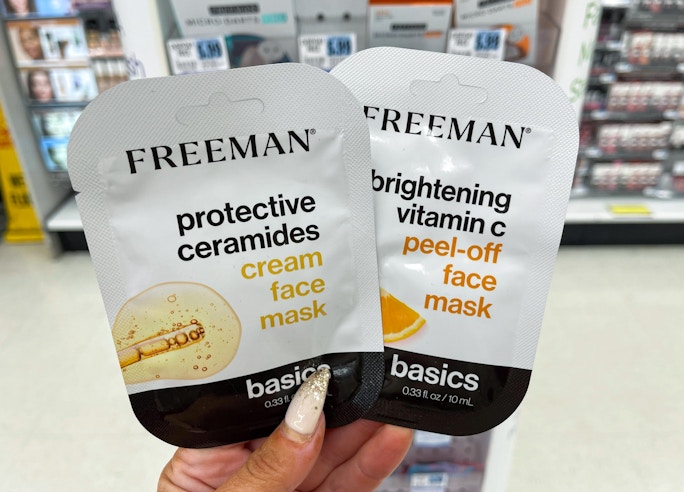 FREEMAN®
protective
ceramides
cream
face
mask
basics
0.33 fl.
FREEMAN®
brightening
vitamin c
peel-off
face
mask
basics
0.33 fl. oz / 10 mL